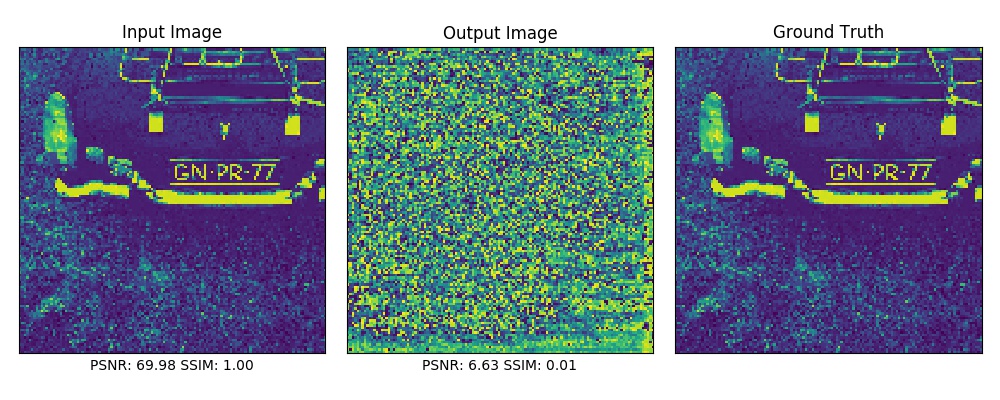 Input Image
Output Image
Ground Truth
GN·PR·77
GN·PR·77
PSNR: 69.98 SSIM: 1.00
PSNR: 6.63 SSIM: 0.01